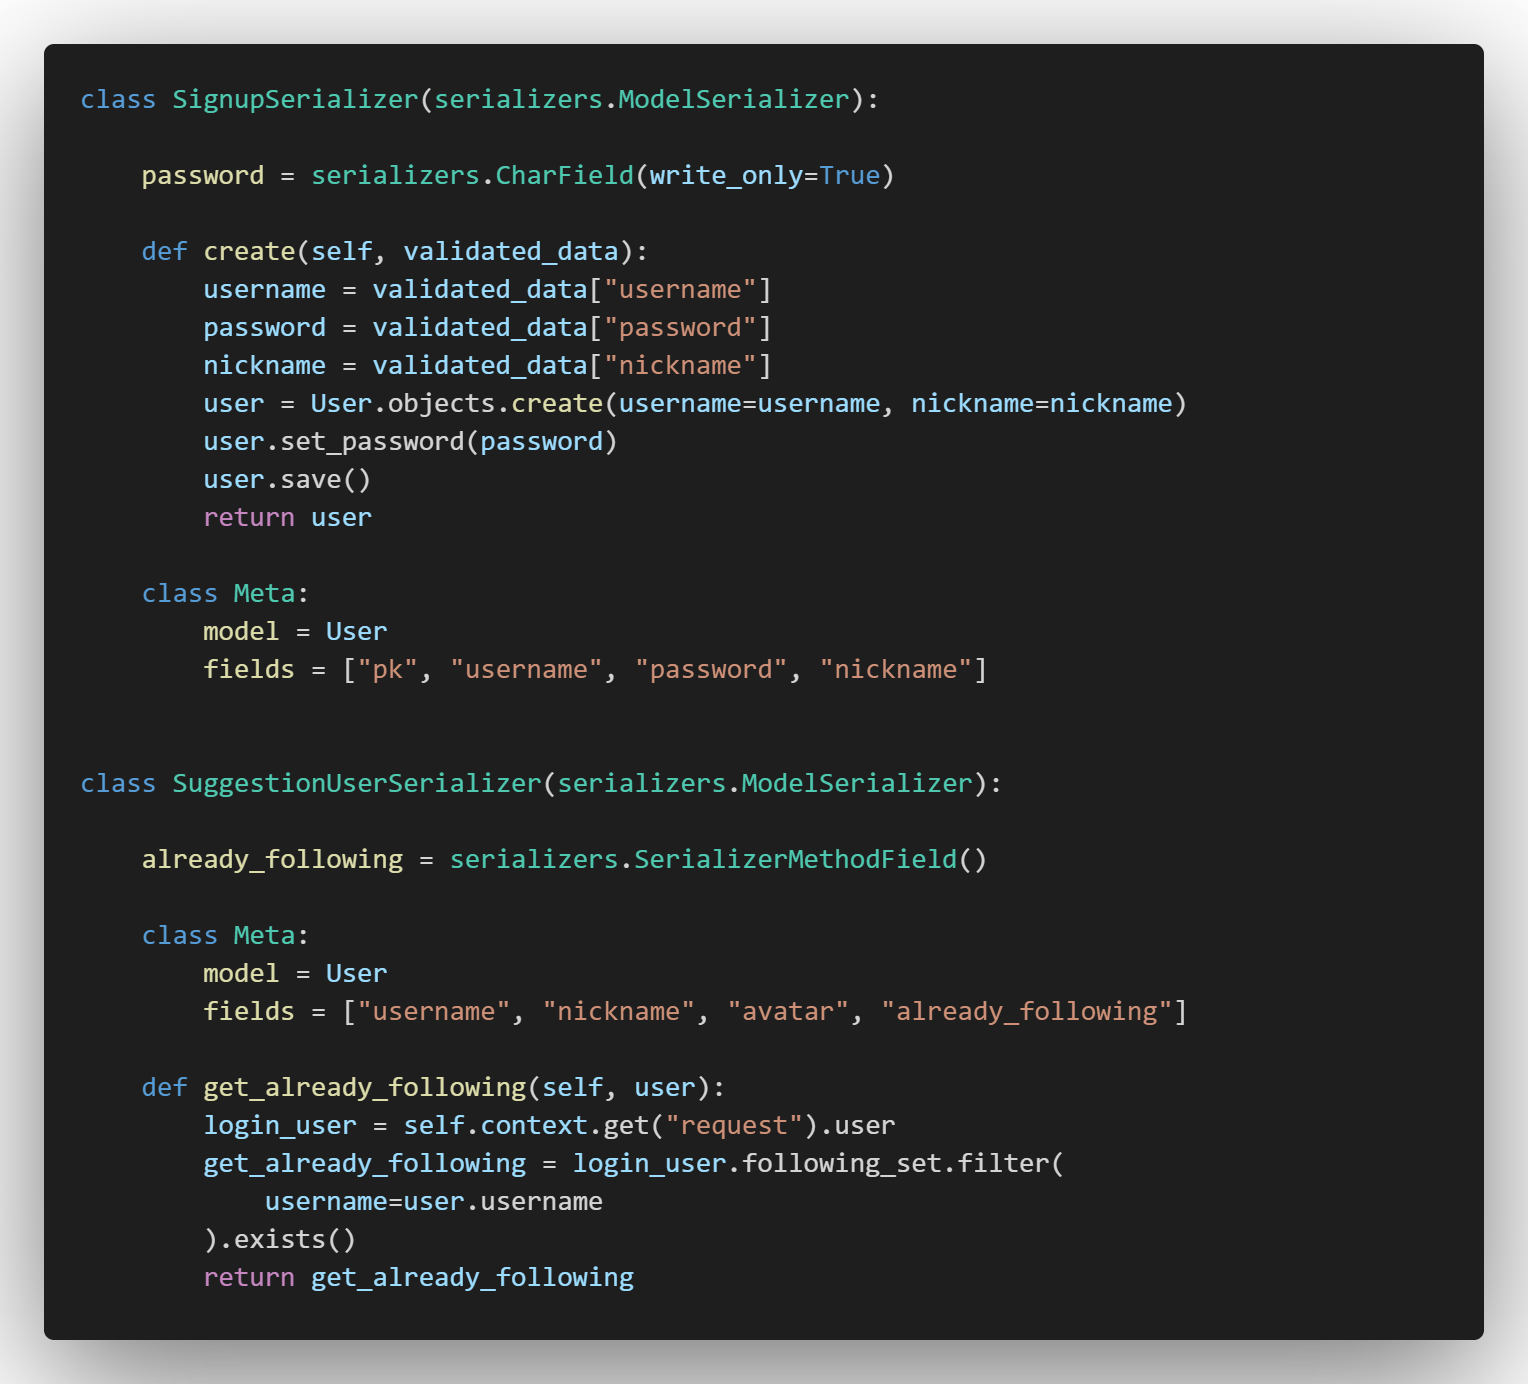 class SignupSerializer(serializers.ModelSerializer):

    password = serializers.CharField(write_only=True)

    def create(self, validated_data):
        username = validated_data["username"]
        password = validated_data["password"]
        nickname = validated_data["nickname"]
        user = User.objects.create(username=username, nickname=nickname)
        user.set_password(password)
        user.save()
        return user

    class Meta:
        model = User
        fields = ["pk", "username", "password", "nickname"]


class SuggestionUserSerializer(serializers.ModelSerializer):

    already_following = serializers.SerializerMethodField()

    class Meta:
        model = User
        fields = ["username", "nickname", "avatar", "already_following"]

    def get_already_following(self, user):
        login_user = self.context.get("request").user
        get_already_following = login_user.following_set.filter(
            username=user.username
        ).exists()
        return get_already_following